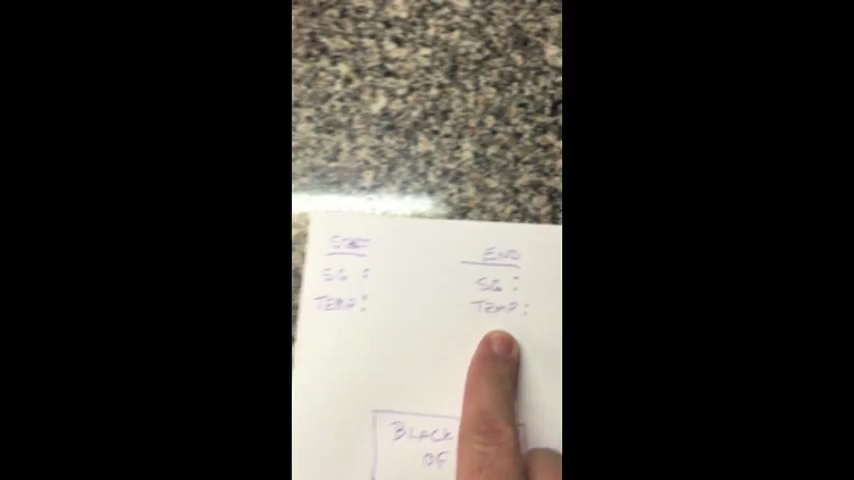 START
SG :
TEMP:
END
SG :
TEMP:
BLACK
OF